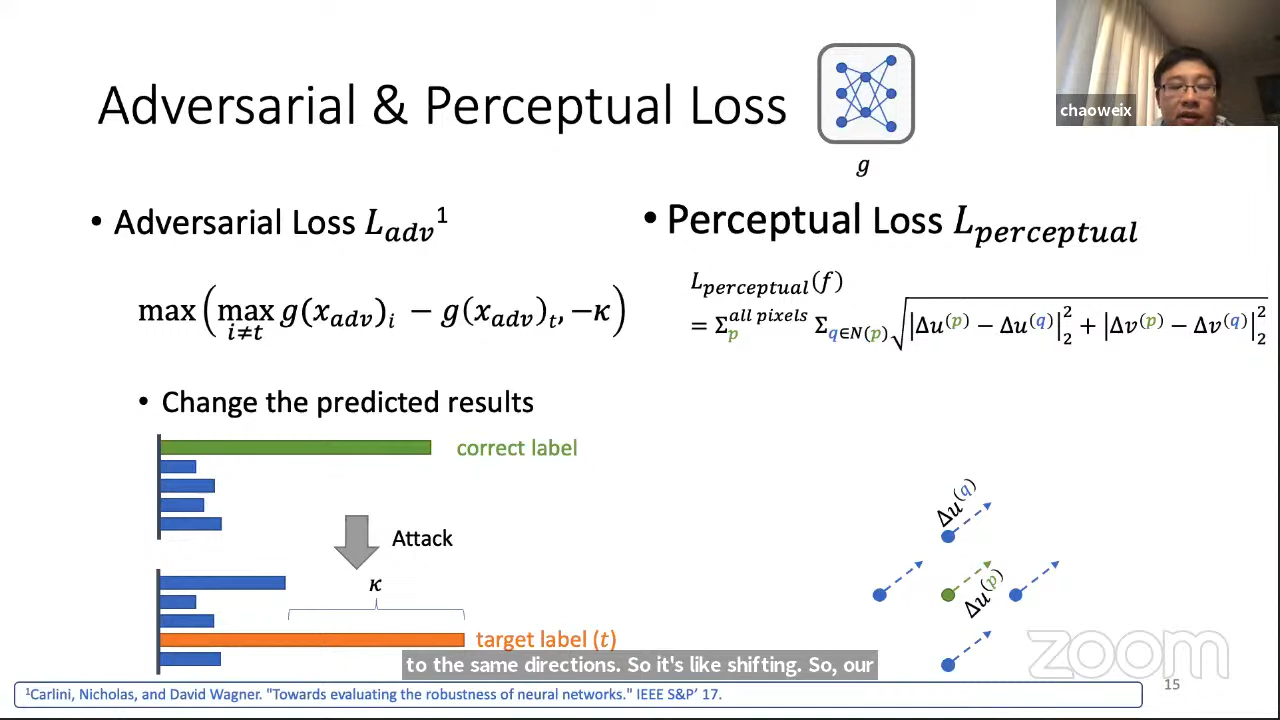 Adversarial & Perceptual Loss
chaoweix
g
• Adversarial Loss L_adv¹
max(max_{i≠t} g(x_adv)_i − g(x_adv)_t, −κ)
• Change the predicted results
correct label
Attack
κ
target label (t)
• Perceptual Loss L_perceptual
L_perceptual(f)
= Σ_p^{all pixels} Σ_{q∈N(p)} √(|Δu^(p) − Δu^(q)|₂² + |Δv^(p) − Δv^(q)|₂²)
Δu^(q)
Δu^(p)
zoom
to the same directions. So it's like shifting. So, our
15
¹Carlini, Nicholas, and David Wagner. "Towards evaluating the robustness of neural networks." IEEE S&P' 17.